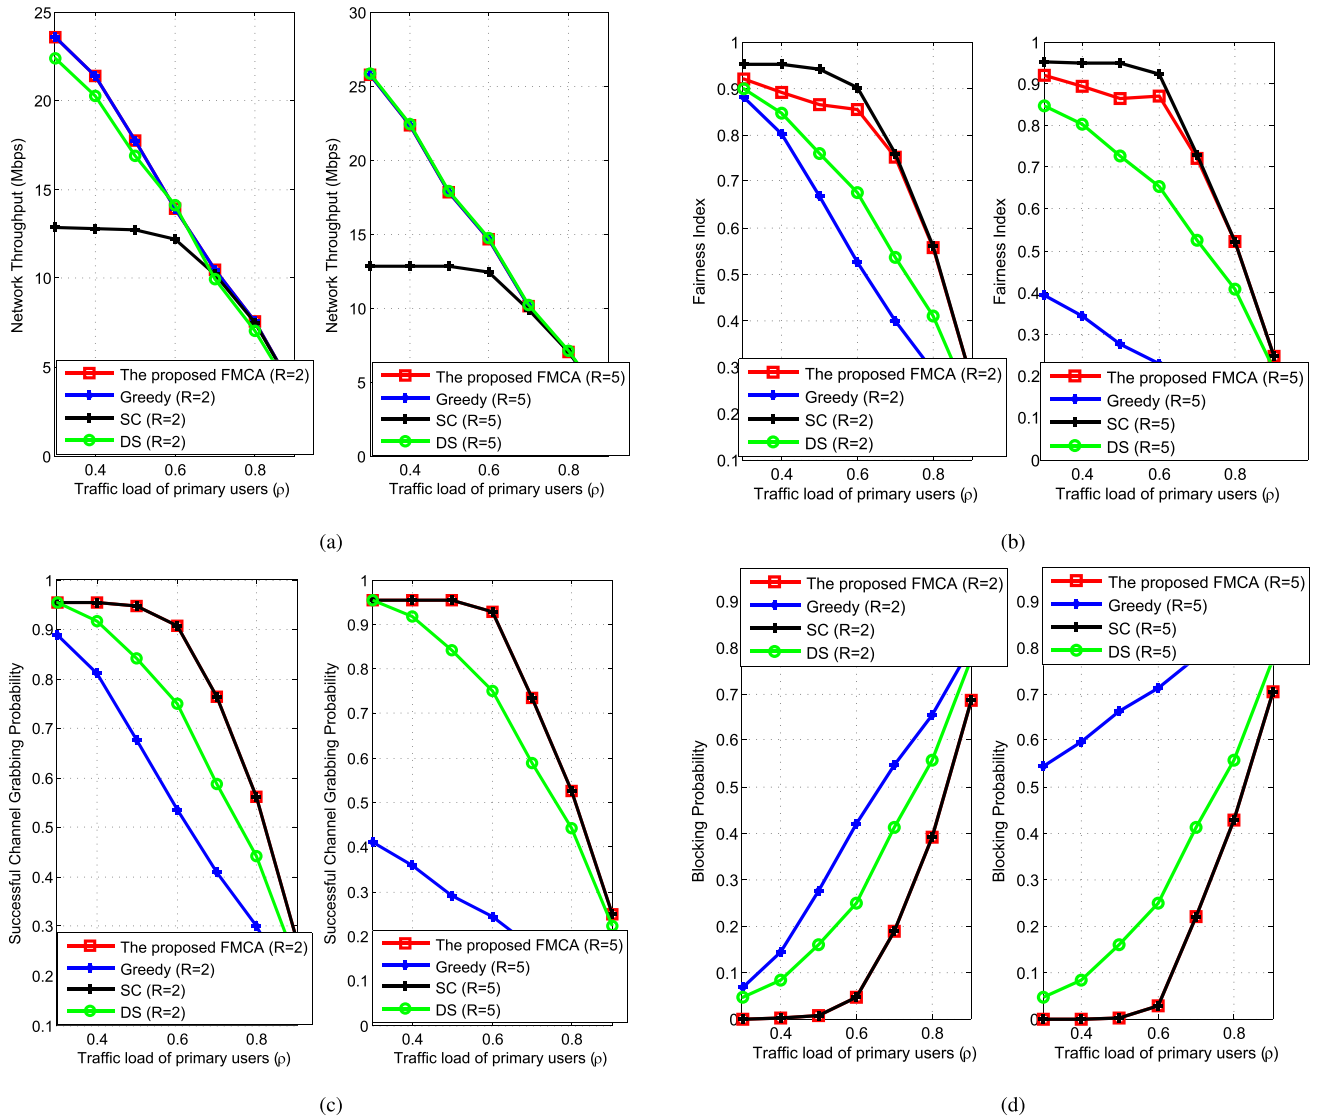 25
20
15
10
5
0
0.4 0.6 0.8
Network Throughput (Mbps)
Traffic load of primary users (ρ)
The proposed FMCA (R=2)
Greedy (R=2)
SC (R=2)
DS (R=2)
30
25
20
15
10
5
0
0.4 0.6 0.8
Network Throughput (Mbps)
Traffic load of primary users (ρ)
The proposed FMCA (R=5)
Greedy (R=5)
SC (R=5)
DS (R=5)
(a)
1
0.9
0.8
0.7
0.6
0.5
0.4
0.3
0.2
0.1
0.4 0.6 0.8
Fairness Index
Traffic load of primary users (ρ)
The proposed FMCA (R=2)
Greedy (R=2)
SC (R=2)
DS (R=2)
1
0.9
0.8
0.7
0.6
0.5
0.4
0.3
0.2
0.1
0
0.4 0.6 0.8
Fairness Index
Traffic load of primary users (ρ)
The proposed FMCA (R=5)
Greedy (R=5)
SC (R=5)
DS (R=5)
(b)
1
0.9
0.8
0.7
0.6
0.5
0.4
0.3
0.2
0.1
0.4 0.6 0.8
Successful Channel Grabbing Probability
Traffic load of primary users (ρ)
The proposed FMCA (R=2)
Greedy (R=2)
SC (R=2)
DS (R=2)
1
0.9
0.8
0.7
0.6
0.5
0.4
0.3
0.2
0.1
0
0.4 0.6 0.8
Successful Channel Grabbing Probability
Traffic load of primary users (ρ)
The proposed FMCA (R=5)
Greedy (R=5)
SC (R=5)
DS (R=5)
(c)
The proposed FMCA (R=2)
Greedy (R=2)
SC (R=2)
DS (R=2)
0.9
0.8
0.7
0.6
0.5
0.4
0.3
0.2
0.1
0
0.4 0.6 0.8
Blocking Probability
Traffic load of primary users (ρ)
The proposed FMCA (R=5)
Greedy (R=5)
SC (R=5)
DS (R=5)
0.9
0.8
0.7
0.6
0.5
0.4
0.3
0.2
0.1
0
0.4 0.6 0.8
Blocking Probability
Traffic load of primary users (ρ)
(d)